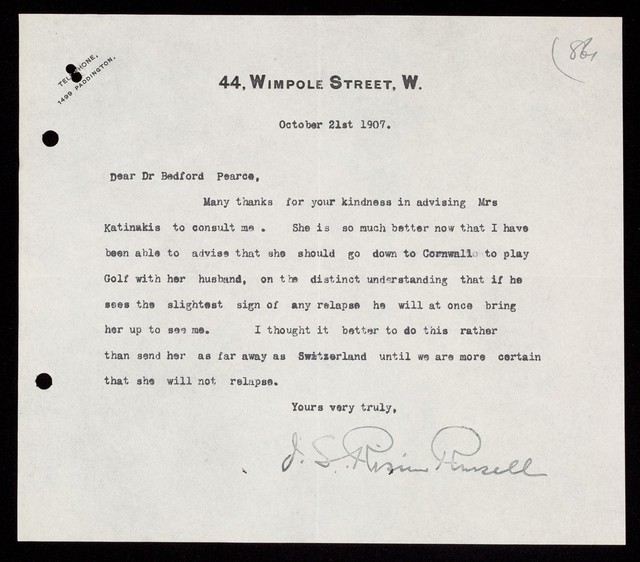 TELEPHONE,
1499 PADDINGTON.
86
44, WIMPOLE STREET, W.
October 21st 1907.
Dear Dr Bedford Pearce,
Many thanks for your kindness in advising Mrs
Katinakis to consult me . She is so much better now that I have
been able to advise that she should go down to Cornwall to play
Golf with her husband, on the distinct understanding that if he
sees the slightest sign of any relapse he will at once bring
her up to see me. I thought it better to do this rather
than send her as far away as Switzerland until we are more certain
that she will not relapse.
Yours very truly,
J. S. Risien Russell